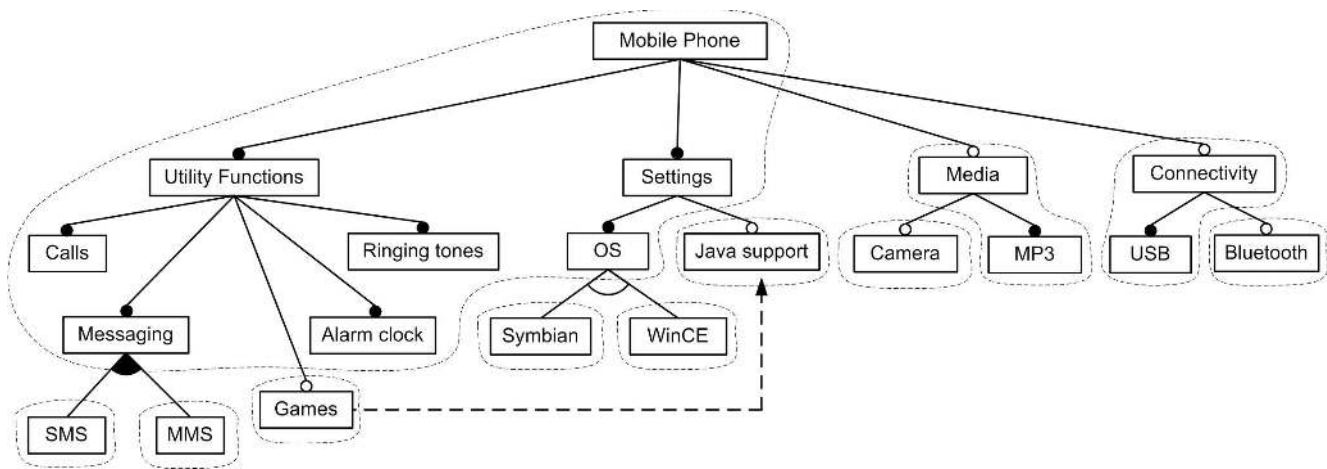 Mobile Phone
Utility Functions
Settings
Media
Connectivity
Calls
Ringing tones
OS
Java support
Camera
MP3
USB
Bluetooth
Messaging
Alarm clock
Symbian
WinCE
Games
SMS
MMS